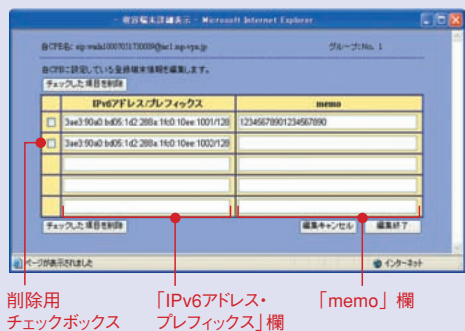 - 収容端末詳細表示 - Microsoft Internet Explorer
自CPE名: sip:wada10007031730009@sc1.mp-vpn.jp グループ:No. 1
自CPEに設定している登録端末情報を編集します。
チェックした項目を削除
IPv6アドレス/プレフィックス memo
3ae3:90a0:bd05:1d2:288a:1fc0:10ee:1001/128 12345678901234567890
3ae3:90a0:bd05:1d2:288a:1fc0:10ee:1002/128
チェックした項目を削除 編集キャンセル 編集終了
ページが表示されました インターネット
削除用
チェックボックス
「IPv6アドレス・
プレフィックス」欄
「memo」欄